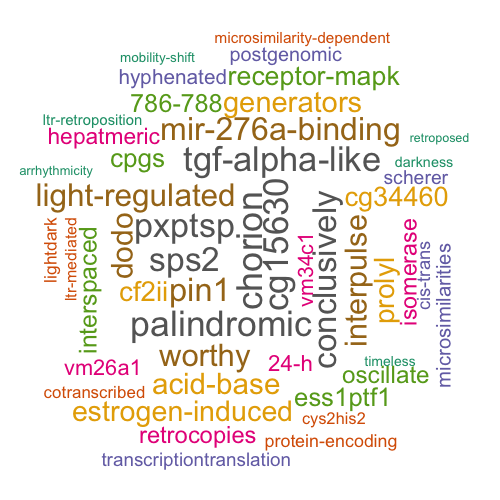 microsimilarity-dependent
mobility-shift
postgenomic
hyphenated
receptor-mapk
786-788
generators
ltr-retroposition
mir-276a-binding
hepatmeric
retroposed
cpgs
tgf-alpha-like
darkness
arrhythmicity
scherer
light-regulated
cg34460
lightdark
ltr-mediated
interspaced
dodo
pxptsp
chorion
cg15630
vm34c1
conclusively
interpulse
prolyl
isomerase
cis-trans
microsimilarities
sps2
cf2ii
pin1
palindromic
worthy
timeless
vm26a1
24-h
oscillate
acid-base
cotranscribed
ess1ptf1
estrogen-induced
cys2his2
retrocopies
protein-encoding
transcriptiontranslation